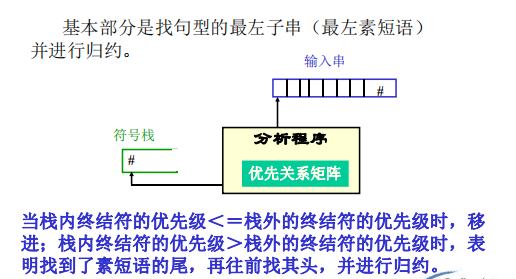 基本部分是找句型的最左子串（最左素短语）
并进行归约。
输入串
#
符号栈
#
分析程序
优先关系矩阵
当栈内终结符的优先级＜＝栈外的终结符的优先级时，移
进；栈内终结符的优先级＞栈外的终结符的优先级时，表
明找到了素短语的尾，再往前找其头，并进行归约。